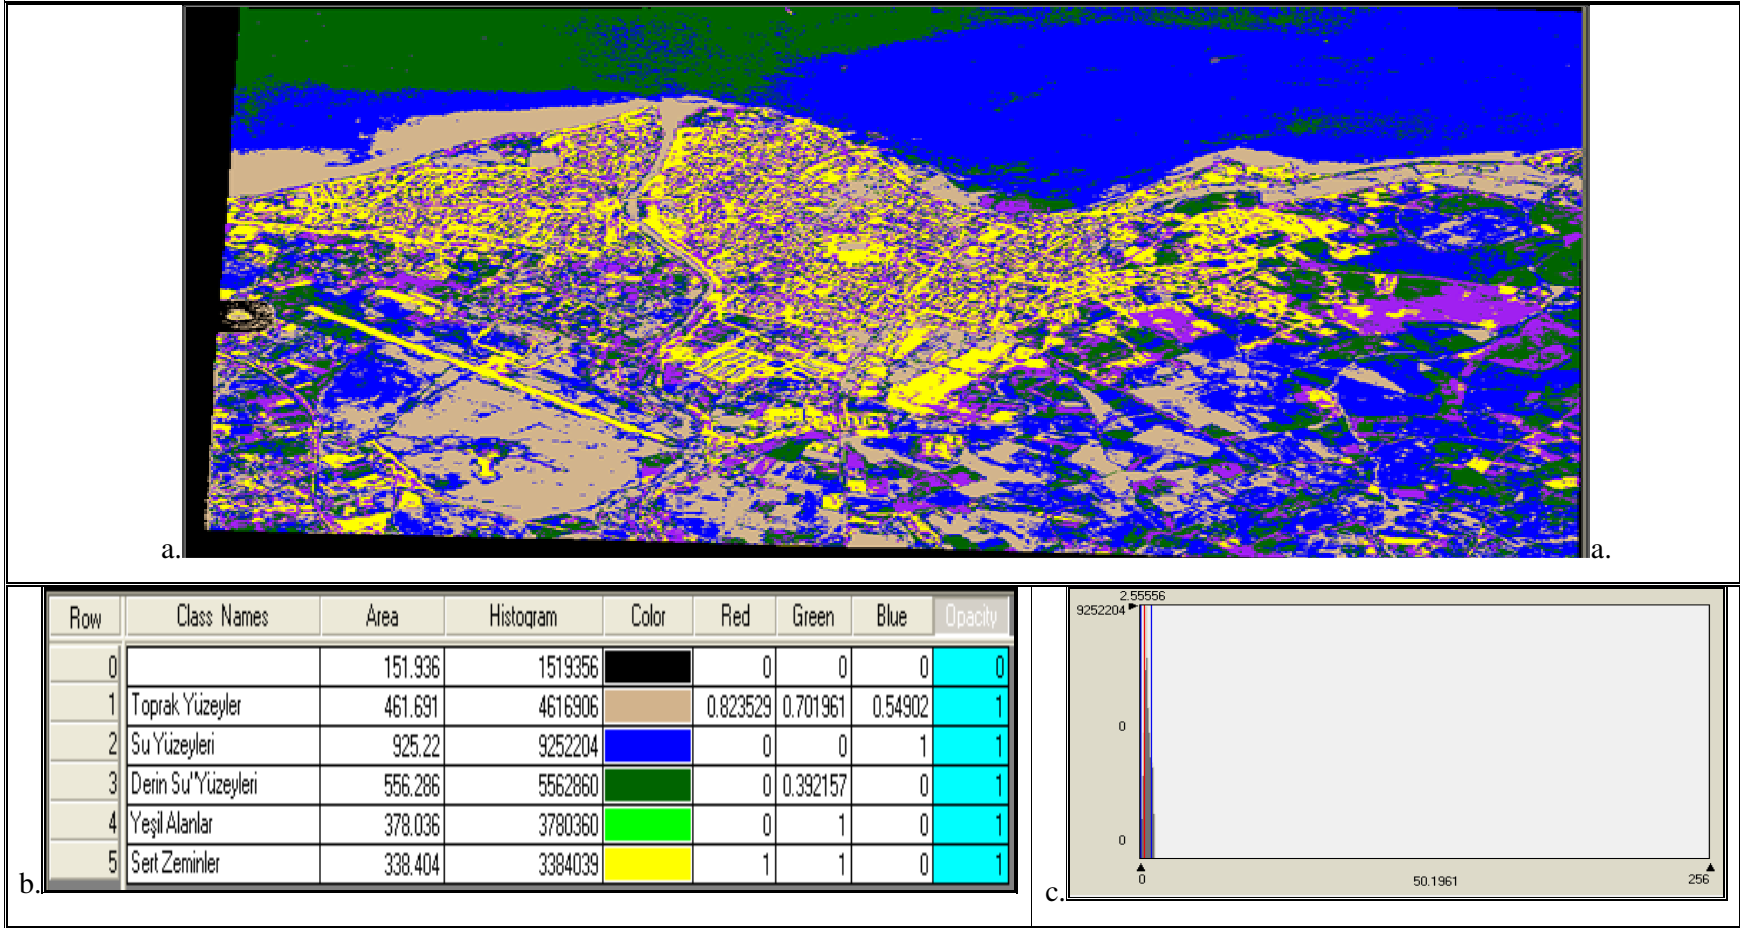 a.
a.
Row Class Names Area Histogram Color Red Green Blue Opacity
0 151.936 1519356 0 0 0 0
1 Toprak Yüzeyler 461.691 4616906 0.823529 0.701961 0.54902 1
2 Su Yüzeyleri 925.22 9252204 0 0 1 1
3 Derin Su"Yüzeyleri 556.286 5562860 0 0.392157 0 1
4 Yeşil Alanlar 378.036 3780360 0 1 0 1
5 Sert Zeminler 338.404 3384039 1 1 0 1
b.
2.55556
9252204
0
0
0 50.1961 256
c.